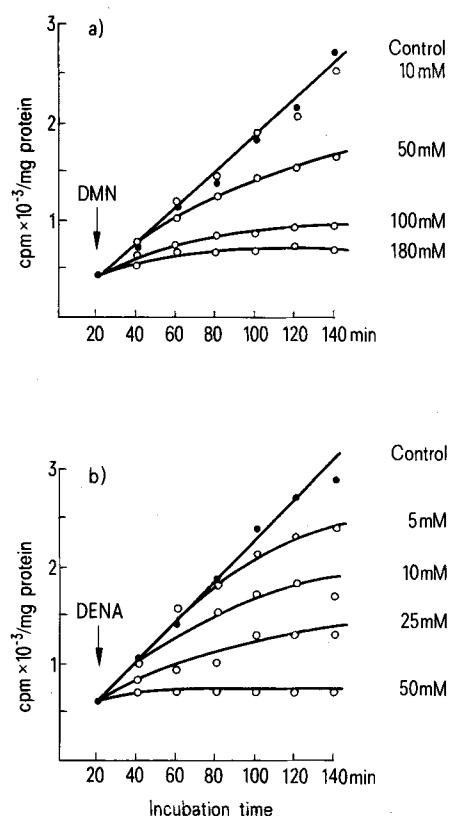 a)
3
2
1
cpm×10⁻³/mg protein
DMN
Control
10 mM
50 mM
100 mM
180 mM
20 40 60 80 100 120 140 min
b)
3
2
1
cpm×10⁻³/mg protein
DENA
Control
5 mM
10 mM
25 mM
50 mM
20 40 60 80 100 120 140 min
Incubation time